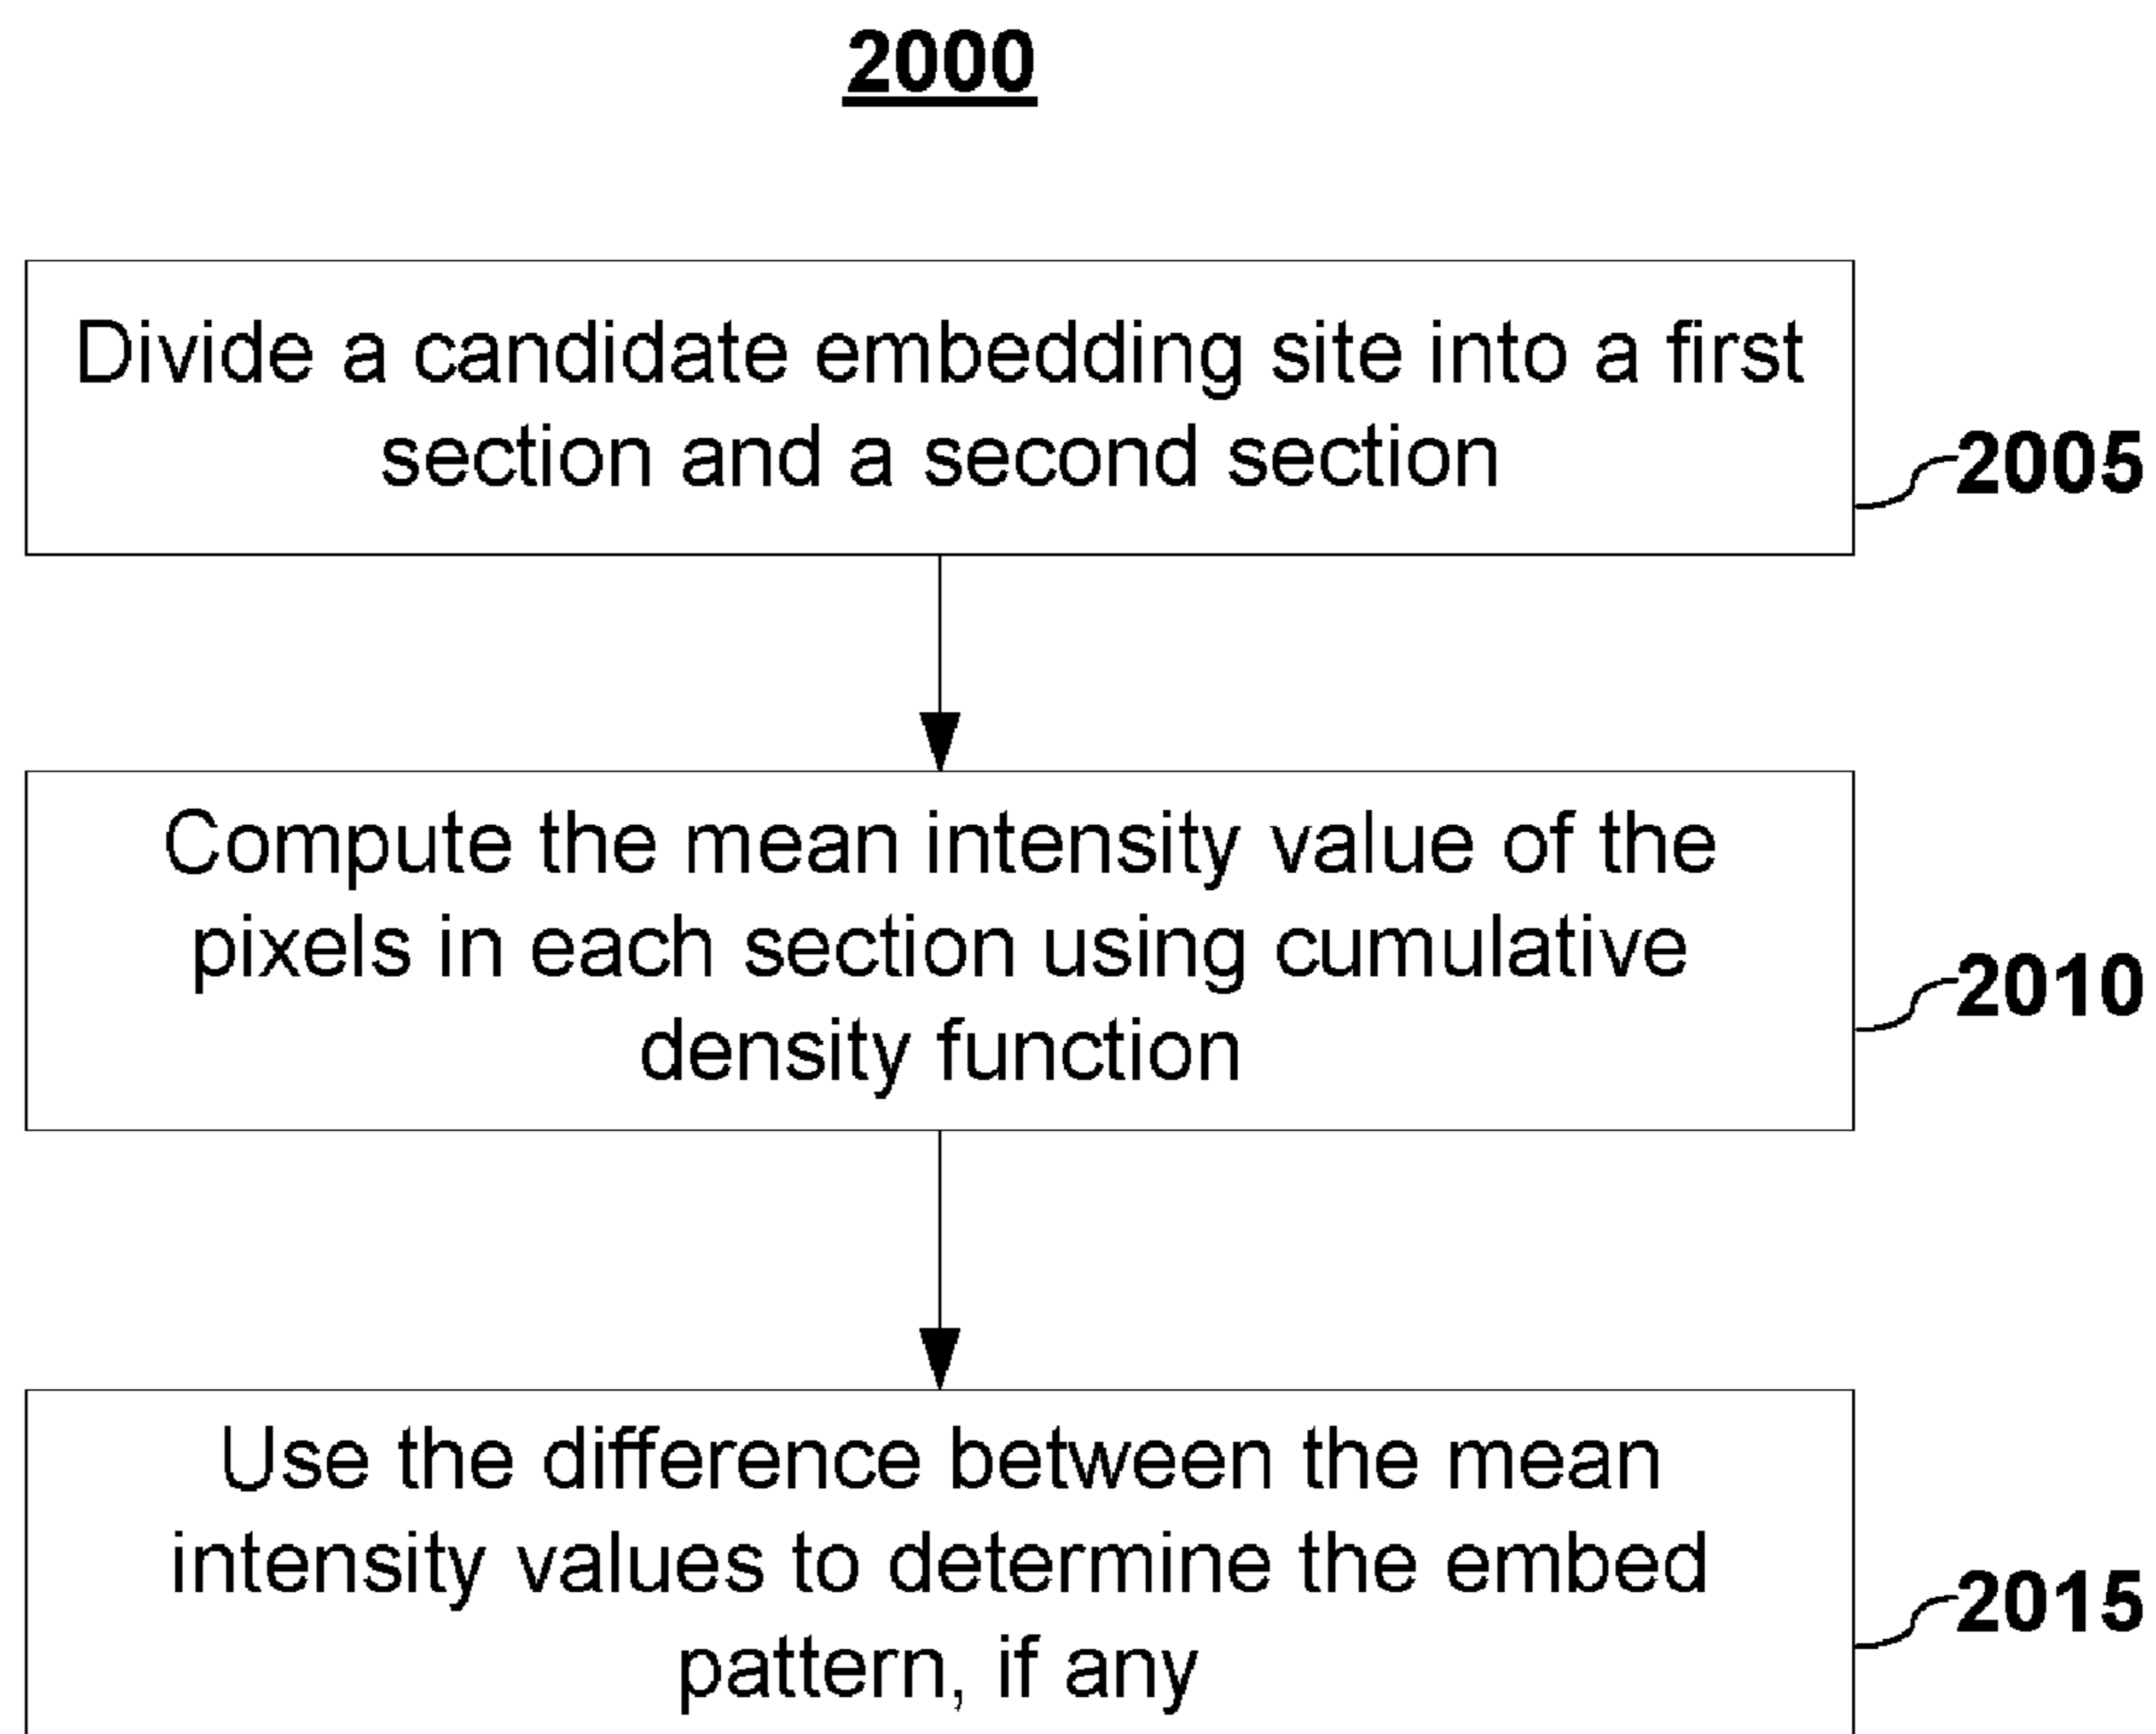 2000
Divide a candidate embedding site into a first
section and a second section
2005
Compute the mean intensity value of the
pixels in each section using cumulative
density function
2010
Use the difference between the mean
intensity values to determine the embed
pattern, if any
2015